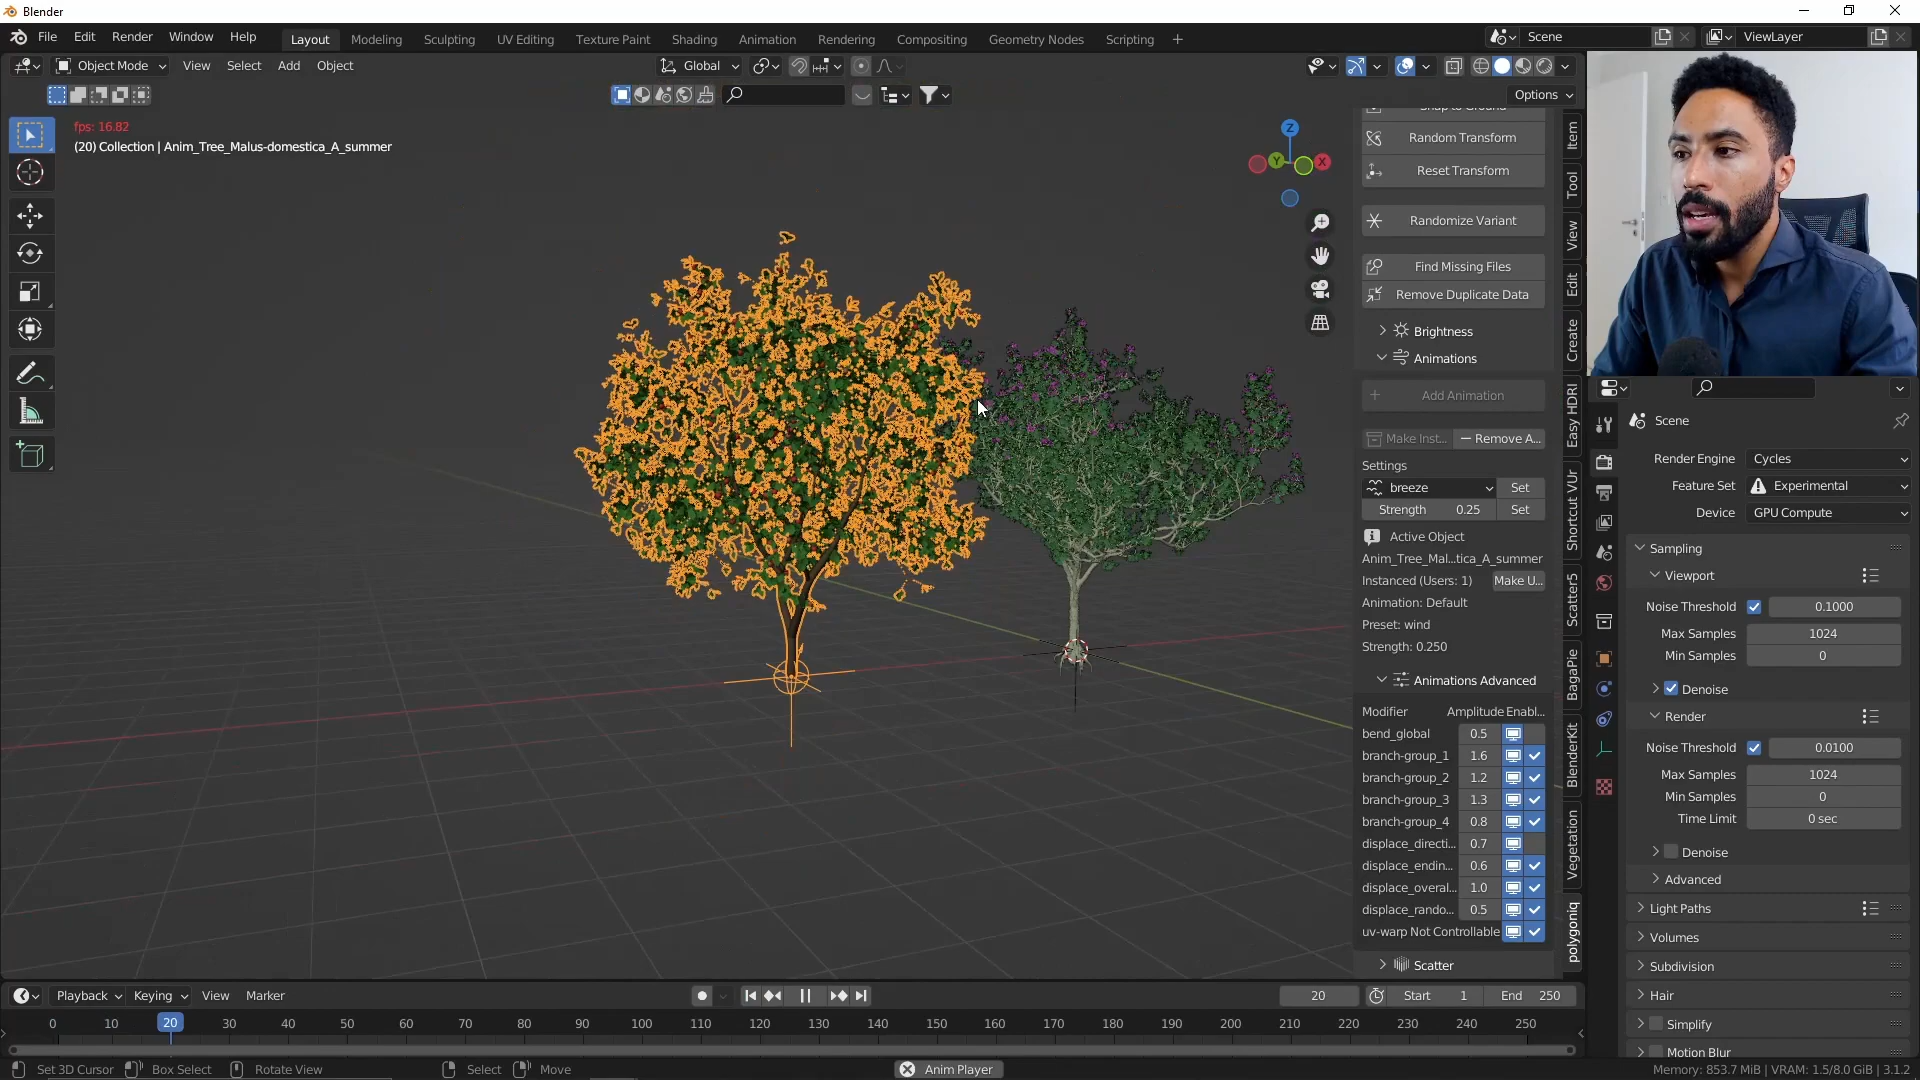 Blender
File Edit Render Window Help Layout Modeling Sculpting UV Editing Texture Paint Shading Animation Rendering Compositing Geometry Nodes Scripting + Scene ViewLayer
Object Mode View Select Add Object Global
Options
fps: 16.82
(20) Collection | Anim_Tree_Malus-domestica_A_summer
Z
Y X
Snap to Ground
Random Transform
Reset Transform
Randomize Variant
Find Missing Files
Remove Duplicate Data
Brightness
Animations
Add Animation
Make Inst... Remove A...
Settings
breeze Set
Strength 0.25 Set
Active Object
Anim_Tree_Mal...tica_A_summer
Instanced (Users: 1) Make U...
Animation: Default
Preset: wind
Strength: 0.250
Animations Advanced
Modifier Amplitude Enabl...
bend_global 0.5
branch-group_1 1.6
branch-group_2 1.2
branch-group_3 1.3
branch-group_4 0.8
displace_directi... 0.7
displace_endin... 0.6
displace_overal... 1.0
displace_rando... 0.5
uv-warp Not Controllable
Scatter
Item
Tool
View
Edit
Create
Easy HDRI
Shortcut VUr
Scatter5
BagaPie
BlenderKit
Vegetation
polygoniq
Scene
Render Engine Cycles
Feature Set Experimental
Device GPU Compute
Sampling
Viewport
Noise Threshold 0.1000
Max Samples 1024
Min Samples 0
Denoise
Render
Noise Threshold 0.0100
Max Samples 1024
Min Samples 0
Time Limit 0 sec
Denoise
Advanced
Light Paths
Volumes
Subdivision
Hair
Simplify
Motion Blur
Playback Keying View Marker 20 Start 1 End 250
0 10 20 30 40 50 60 70 80 90 100 110 120 130 140 150 160 170 180 190 200 210 220 230 240 250
Set 3D Cursor Box Select Rotate View Select Move Anim Player Memory: 853.7 MiB | VRAM: 1.5/8.0 GiB | 3.1.2